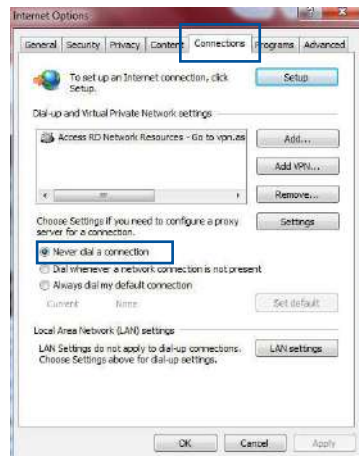 Internet Options
General Security Privacy Content Connections Programs Advanced
To set up an Internet connection, click
Setup.
Setup
Dial-up and Virtual Private Network settings
Access RD Network Resources - Go to vpn.as
Add...
Add VPN...
Remove...
Choose Settings if you need to configure a proxy
server for a connection.
Settings
Never dial a connection
Dial whenever a network connection is not present
Always dial my default connection
Current None
Set default
Local Area Network (LAN) settings
LAN Settings do not apply to dial-up connections.
Choose Settings above for dial-up settings.
LAN settings
OK Cancel Apply